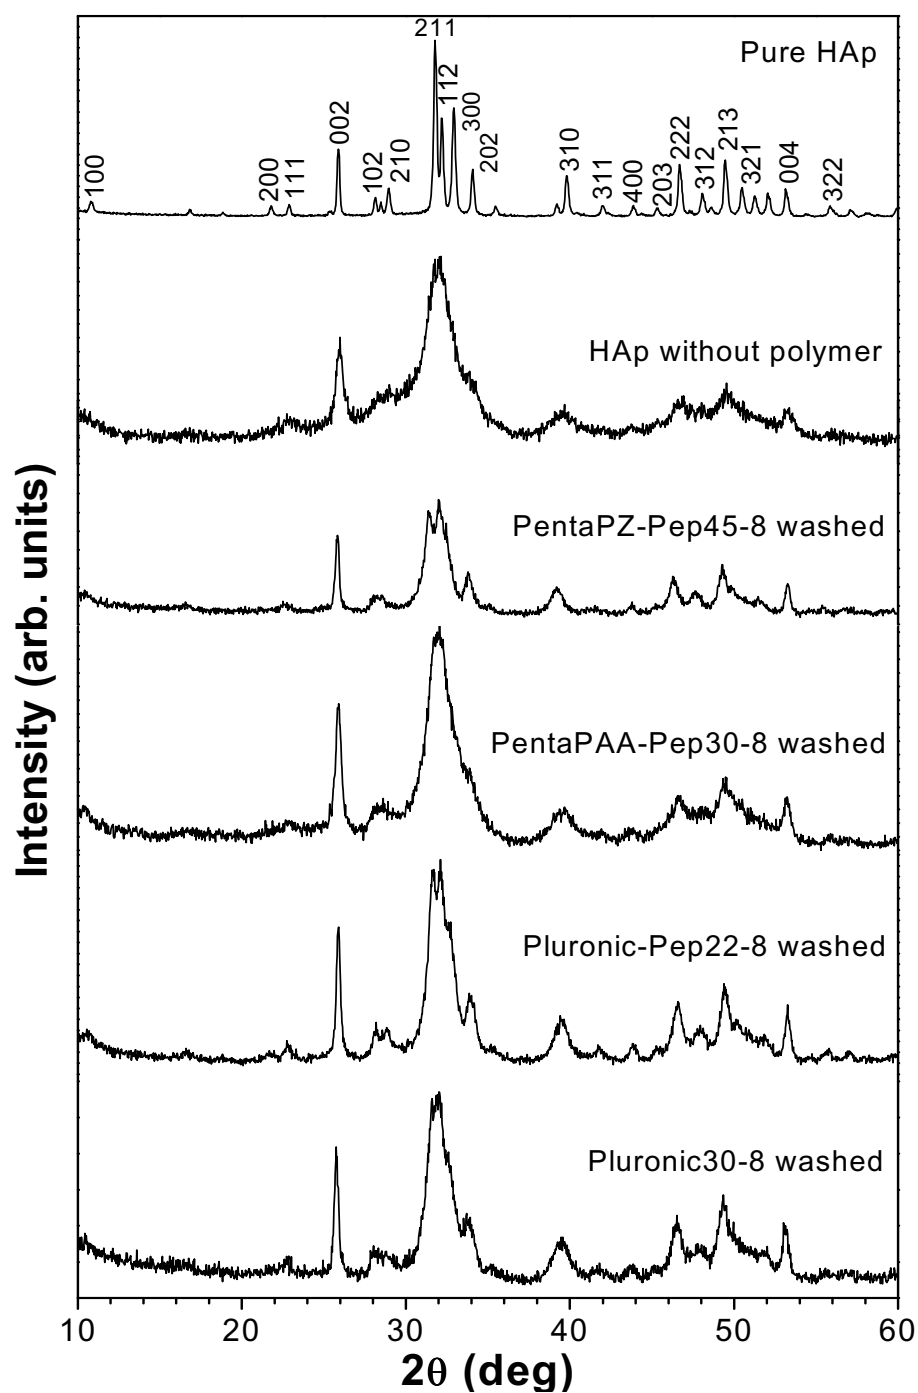 211
Pure HAp
112
300
002
202
100
200
111
102
210
310
311
400
203
222
312
213
321
004
322
HAp without polymer
PentaPZ-Pep45-8 washed
PentaPAA-Pep30-8 washed
Pluronic-Pep22-8 washed
Pluronic30-8 washed
Intensity (arb. units)
10 20 30 40 50 60
2θ (deg)